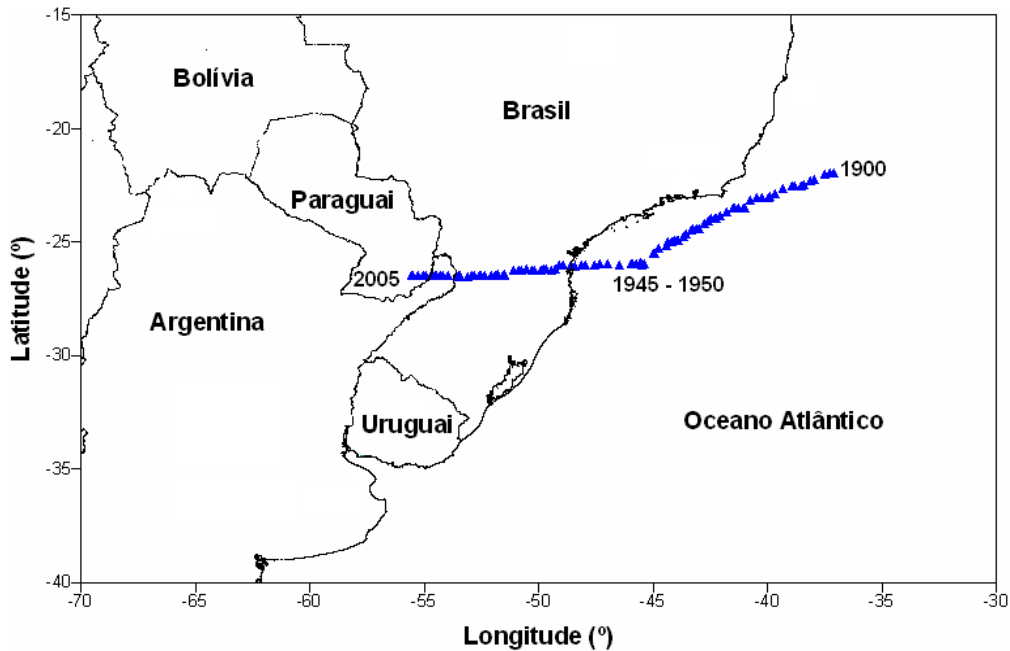 -15
Bolívia
Brasil
-20
1900
Paraguai
-25
2005
1945 - 1950
Argentina
-30
Uruguai
Oceano Atlântico
-35
-40
Latitude (º)
-70 -65 -60 -55 -50 -45 -40 -35 -30
Longitude (º)